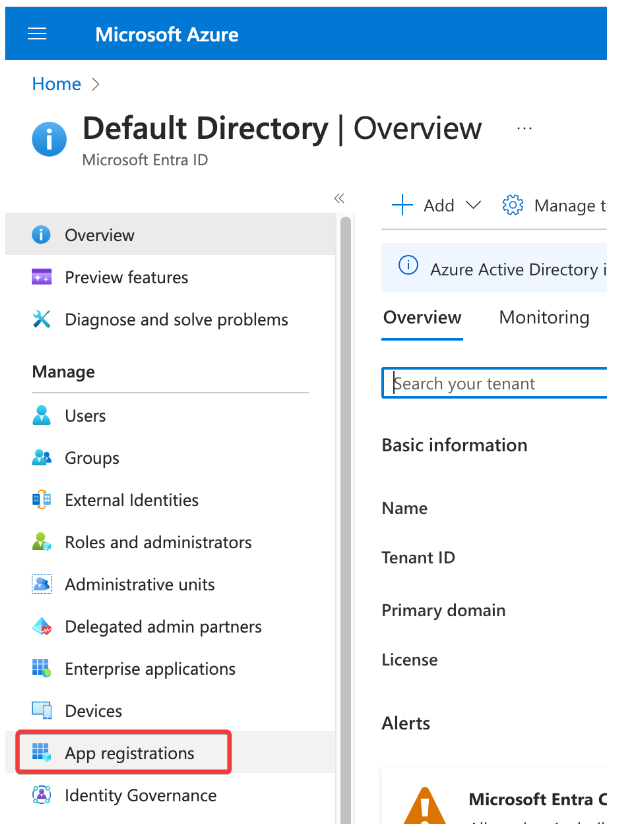 Microsoft Azure
Home
Default Directory | Overview ...
Microsoft Entra ID
Add
Manage t
Overview
Preview features
Diagnose and solve problems
Manage
Users
Groups
External Identities
Roles and administrators
Administrative units
Delegated admin partners
Enterprise applications
Devices
App registrations
Identity Governance
Azure Active Directory i
Overview
Monitoring
Search your tenant
Basic information
Name
Tenant ID
Primary domain
License
Alerts
Microsoft Entra C